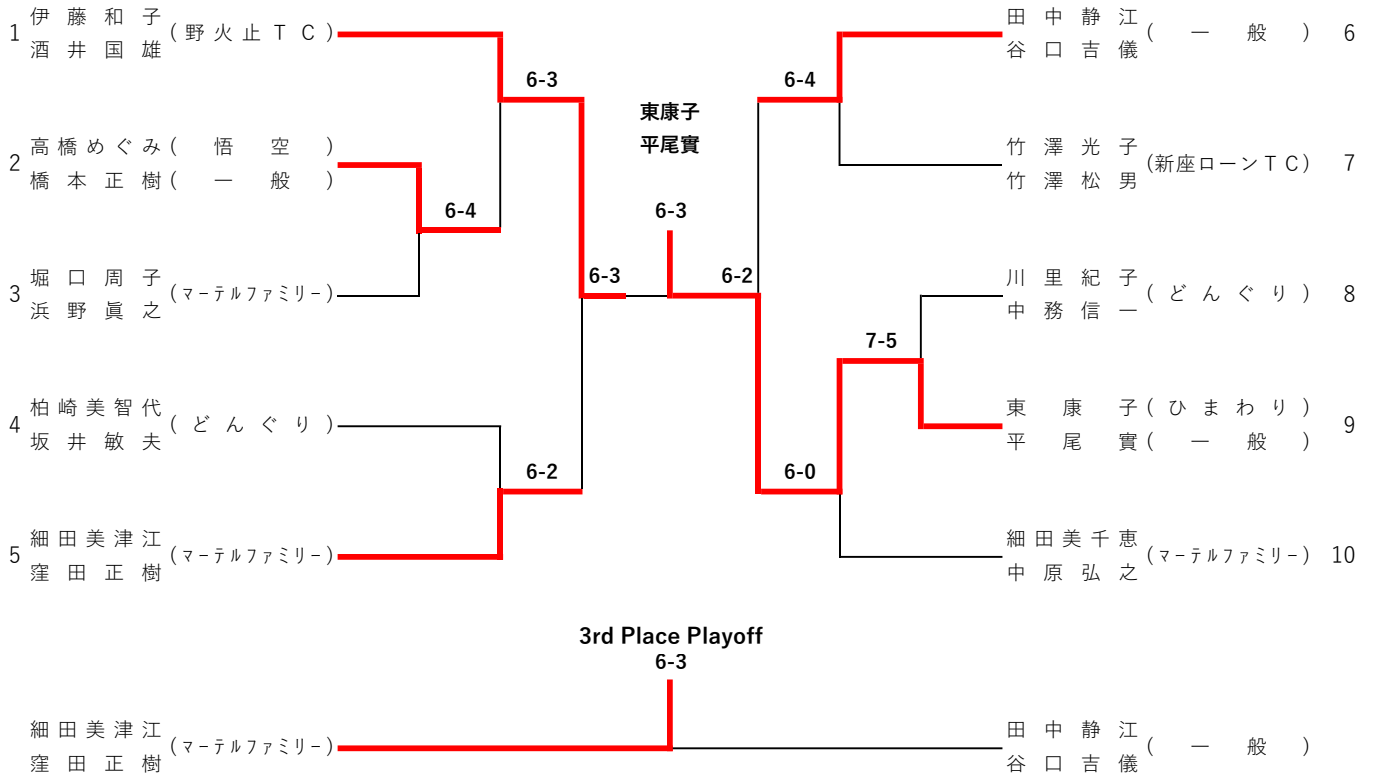 1 伊藤和子 (野火止TC)
酒井国雄
6-3
2 高橋めぐみ (悟空)
橋本正樹 (一般)
6-4
3 堀口周子 (マーテルファミリー)
浜野眞之
6-3
4 柏崎美智代 (どんぐり)
坂井敏夫
6-2
5 細田美津江 (マーテルファミリー)
窪田正樹
東康子
平尾實
6-3
田中静江 (一般) 6
谷口吉儀
6-4
竹澤光子 (新座ローンTC) 7
竹澤松男
6-2
川里紀子 (どんぐり) 8
中務信一
7-5
東康子 (ひまわり) 9
平尾實 (一般)
6-0
細田美千恵 (マーテルファミリー) 10
中原弘之
3rd Place Playoff
6-3
細田美津江 (マーテルファミリー)
窪田正樹
田中静江 (一般)
谷口吉儀